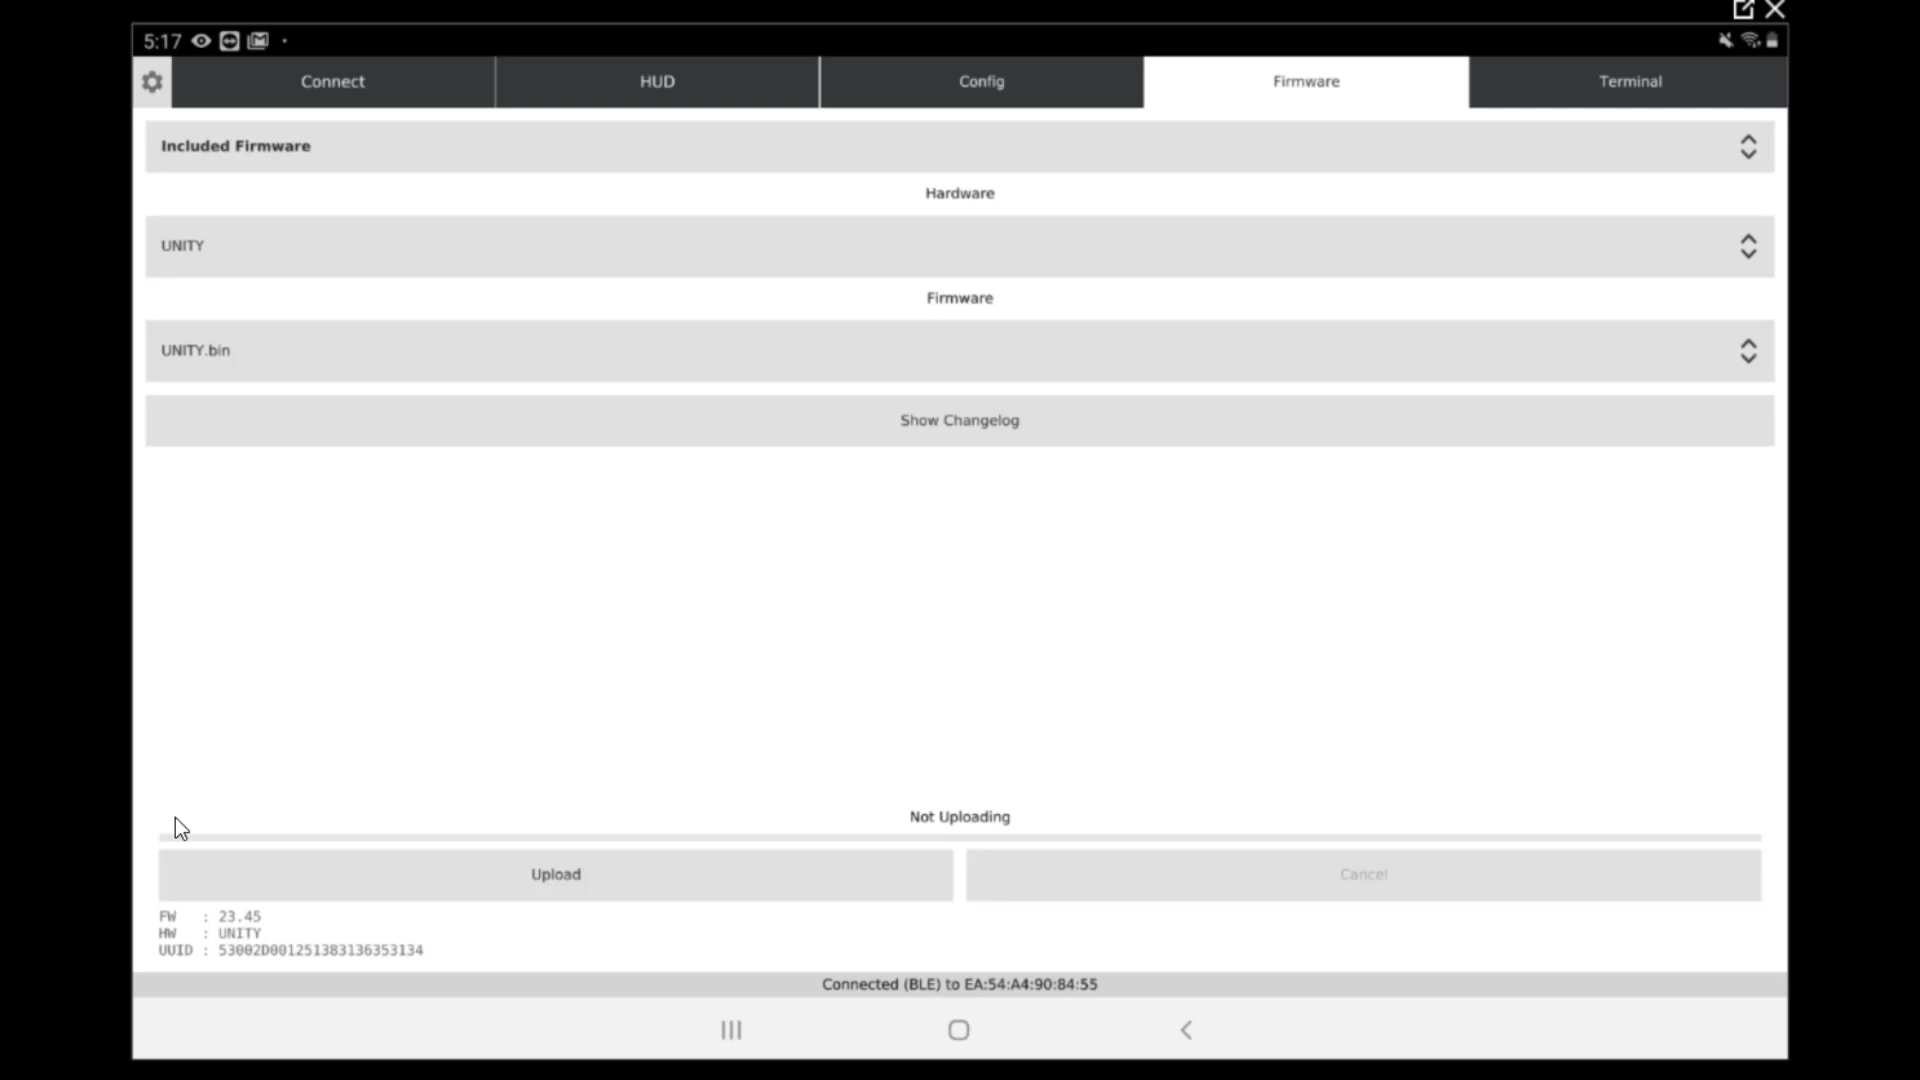 5:17
Connect HUD Config Firmware Terminal
Included Firmware
Hardware
UNITY
Firmware
UNITY.bin
Show Changelog
Not Uploading
Upload Cancel
FW : 23.45
HW : UNITY
UUID : 53002D001251383136353134
Connected (BLE) to EA:54:A4:90:84:55